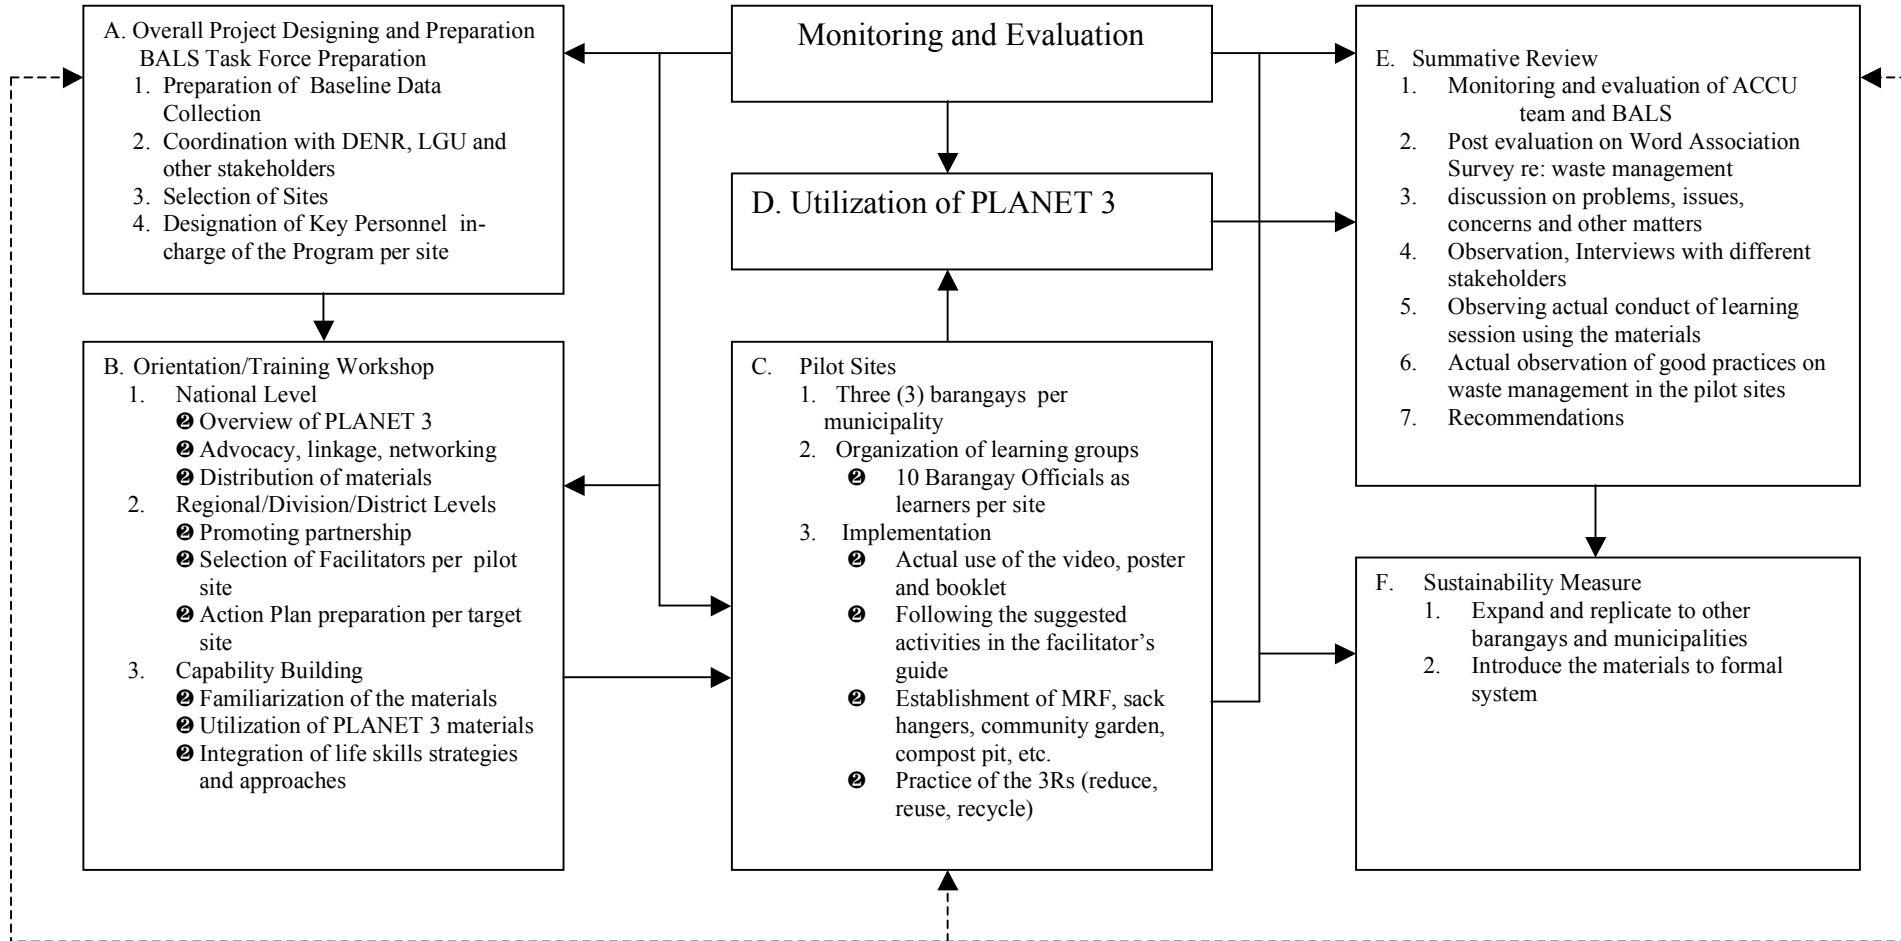 A. Overall Project Designing and Preparation
BALS Task Force Preparation
1. Preparation of Baseline Data
Collection
2. Coordination with DENR, LGU and
other stakeholders
3. Selection of Sites
4. Designation of Key Personnel in-
charge of the Program per site
B. Orientation/Training Workshop
1. National Level
❷ Overview of PLANET 3
❷ Advocacy, linkage, networking
❷ Distribution of materials
2. Regional/Division/District Levels
❷ Promoting partnership
❷ Selection of Facilitators per pilot
site
❷ Action Plan preparation per target
site
3. Capability Building
❷ Familiarization of the materials
❷ Utilization of PLANET 3 materials
❷ Integration of life skills strategies
and approaches
Monitoring and Evaluation
D. Utilization of PLANET 3
C. Pilot Sites
1. Three (3) barangays per
municipality
2. Organization of learning groups
❷ 10 Barangay Officials as
learners per site
3. Implementation
❷ Actual use of the video, poster
and booklet
❷ Following the suggested
activities in the facilitator’s
guide
❷ Establishment of MRF, sack
hangers, community garden,
compost pit, etc.
❷ Practice of the 3Rs (reduce,
reuse, recycle)
E. Summative Review
1. Monitoring and evaluation of ACCU
team and BALS
2. Post evaluation on Word Association
Survey re: waste management
3. discussion on problems, issues,
concerns and other matters
4. Observation, Interviews with different
stakeholders
5. Observing actual conduct of learning
session using the materials
6. Actual observation of good practices on
waste management in the pilot sites
7. Recommendations
F. Sustainability Measure
1. Expand and replicate to other
barangays and municipalities
2. Introduce the materials to formal
system